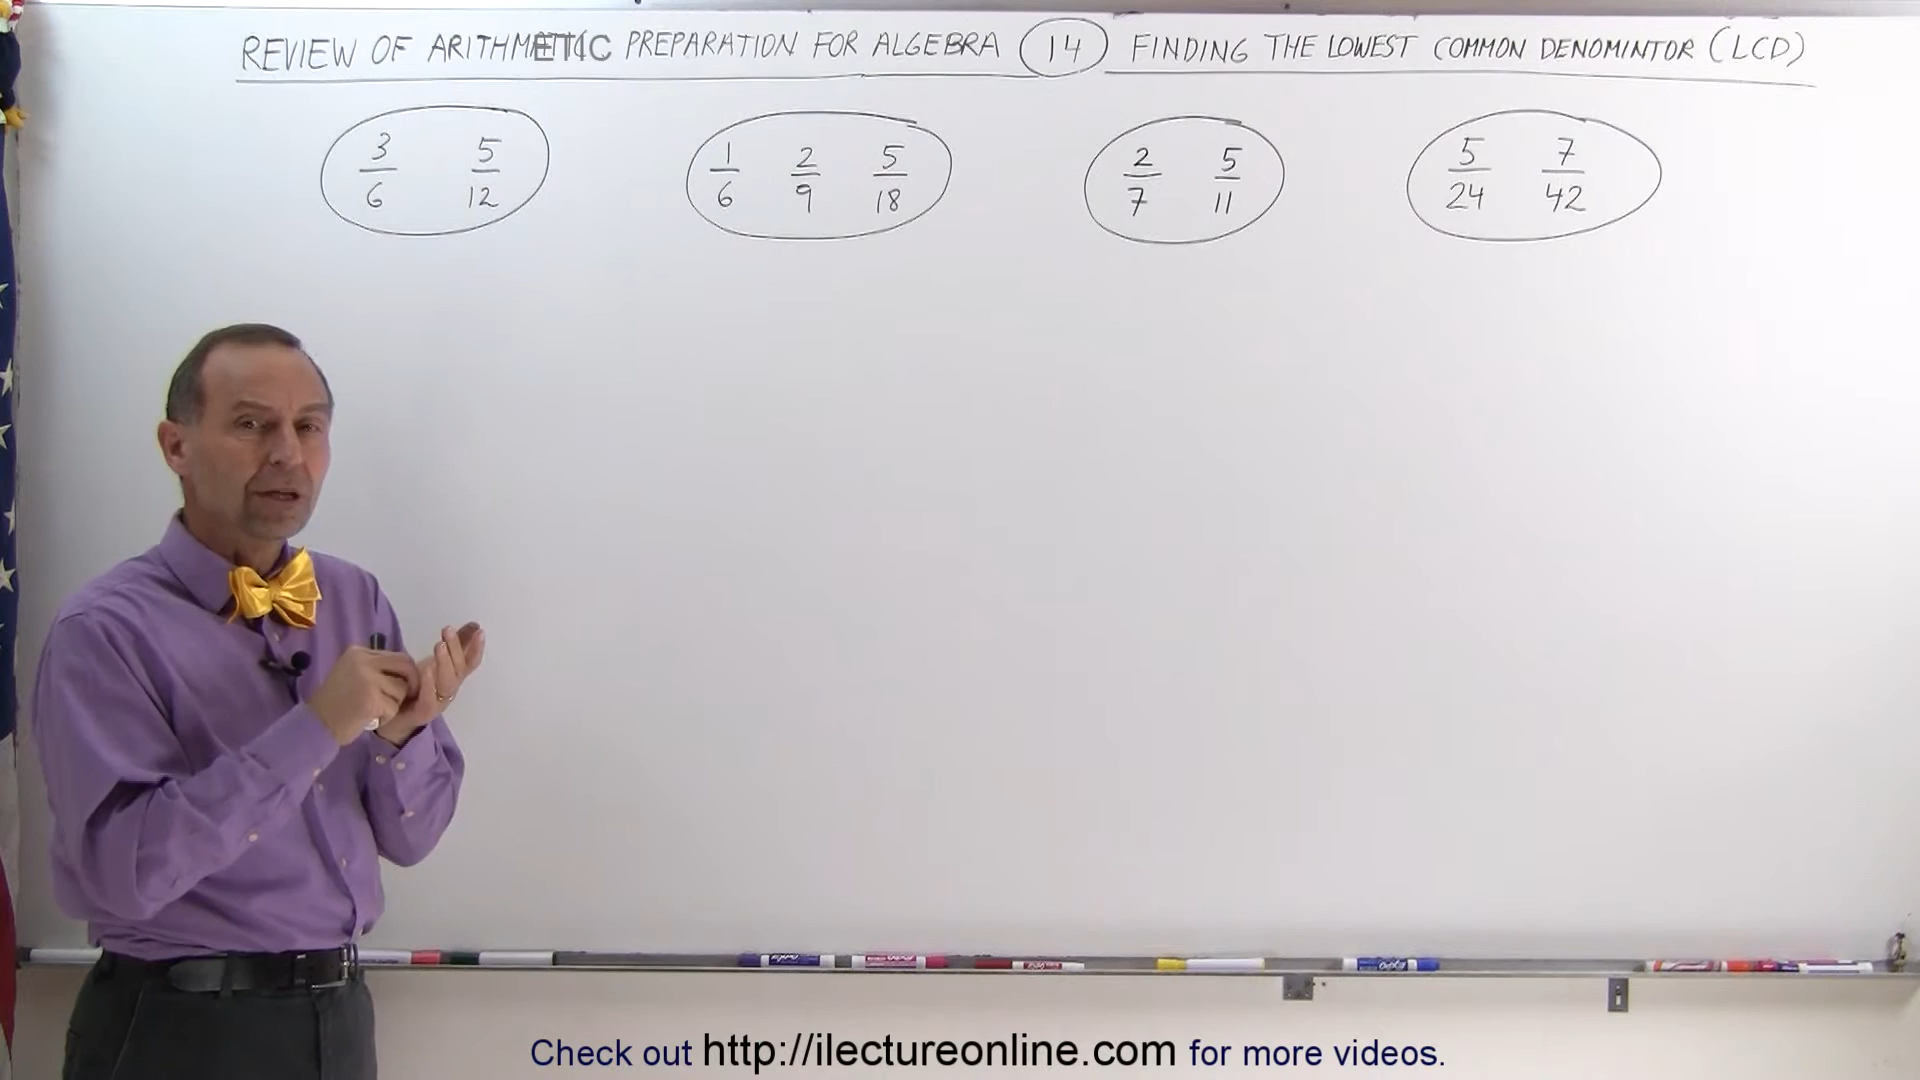 REVIEW OF ARITHMETIC PREPARATION FOR ALGEBRA 14 FINDING THE LOWEST COMMON DENOMINTOR (LCD)
3/6 5/12 1/6 2/9 5/18 2/7 5/11 5/24 7/42
Check out http://ilectureonline.com for more videos.